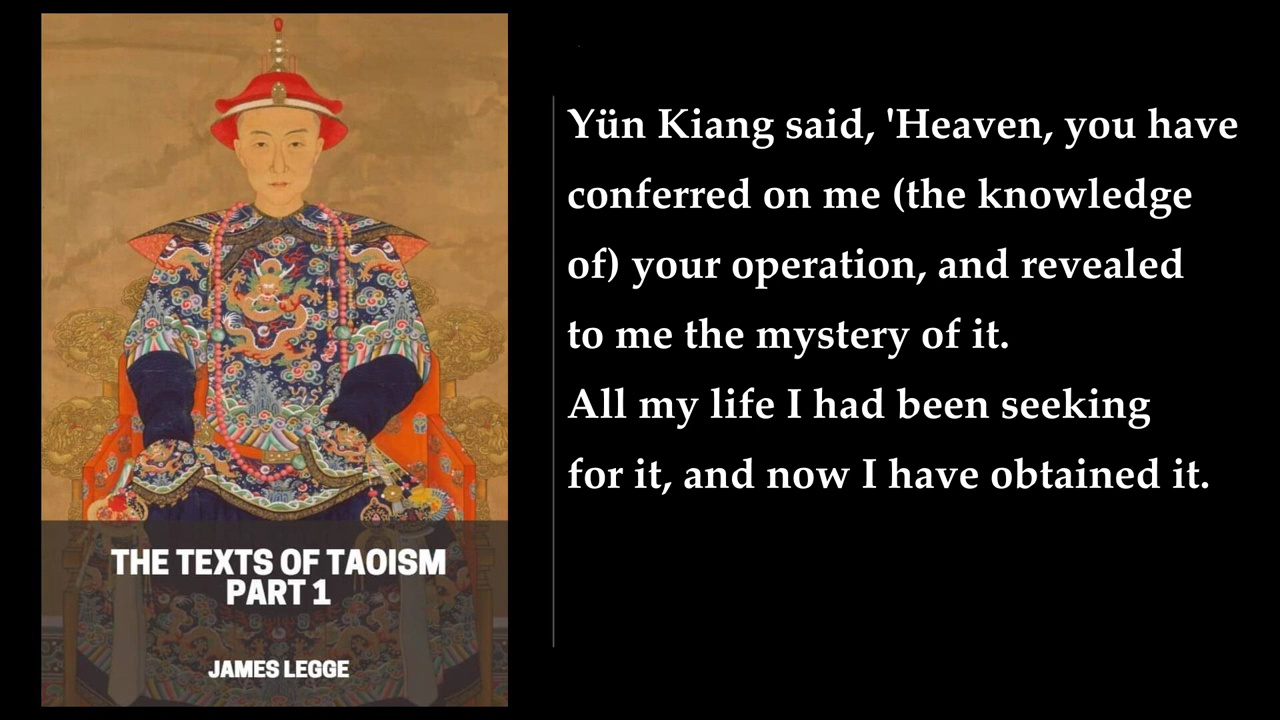 Yün Kiang said, 'Heaven, you have
conferred on me (the knowledge
of) your operation, and revealed
to me the mystery of it.
All my life I had been seeking
for it, and now I have obtained it.
THE TEXTS OF TAOISM
PART 1
JAMES LEGGE